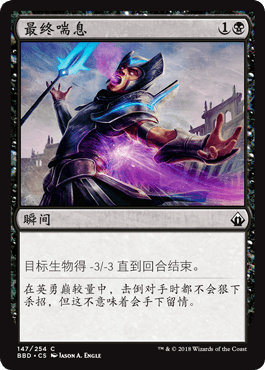 最终喘息 1
瞬间
目标生物得 -3/-3 直到回合结束。
在英勇巅较量中，击倒对手时都不会狠下
杀招，但这不意味着会手下留情。
147/254 C
BBD • CS Jason A. Engle
™ & © 2018 Wizards of the Coast